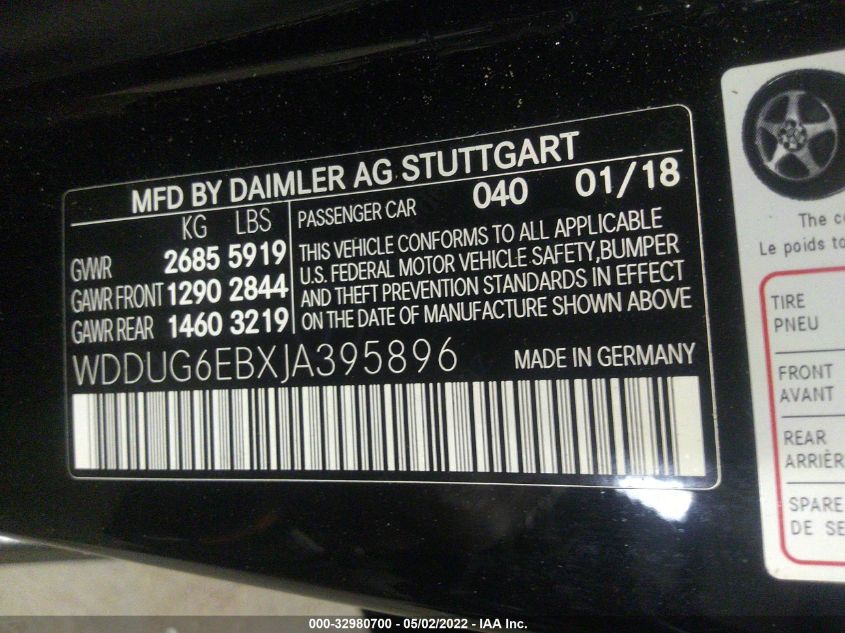 MFD BY DAIMLER AG STUTTGART
KG LBS
GVWR 2685 5919
GAWR FRONT 1290 2844
GAWR REAR 1460 3219
PASSENGER CAR 040 01/18
THIS VEHICLE CONFORMS TO ALL APPLICABLE
U.S. FEDERAL MOTOR VEHICLE SAFETY,BUMPER
AND THEFT PREVENTION STANDARDS IN EFFECT
ON THE DATE OF MANUFACTURE SHOWN ABOVE
WDDUG6EBXJA395896 MADE IN GERMANY
The
Le poids
TIRE
PNEU
FRONT
AVANT
REAR
SPARE
DE
000-32980700 - 05/02/2022 - IAA Inc.